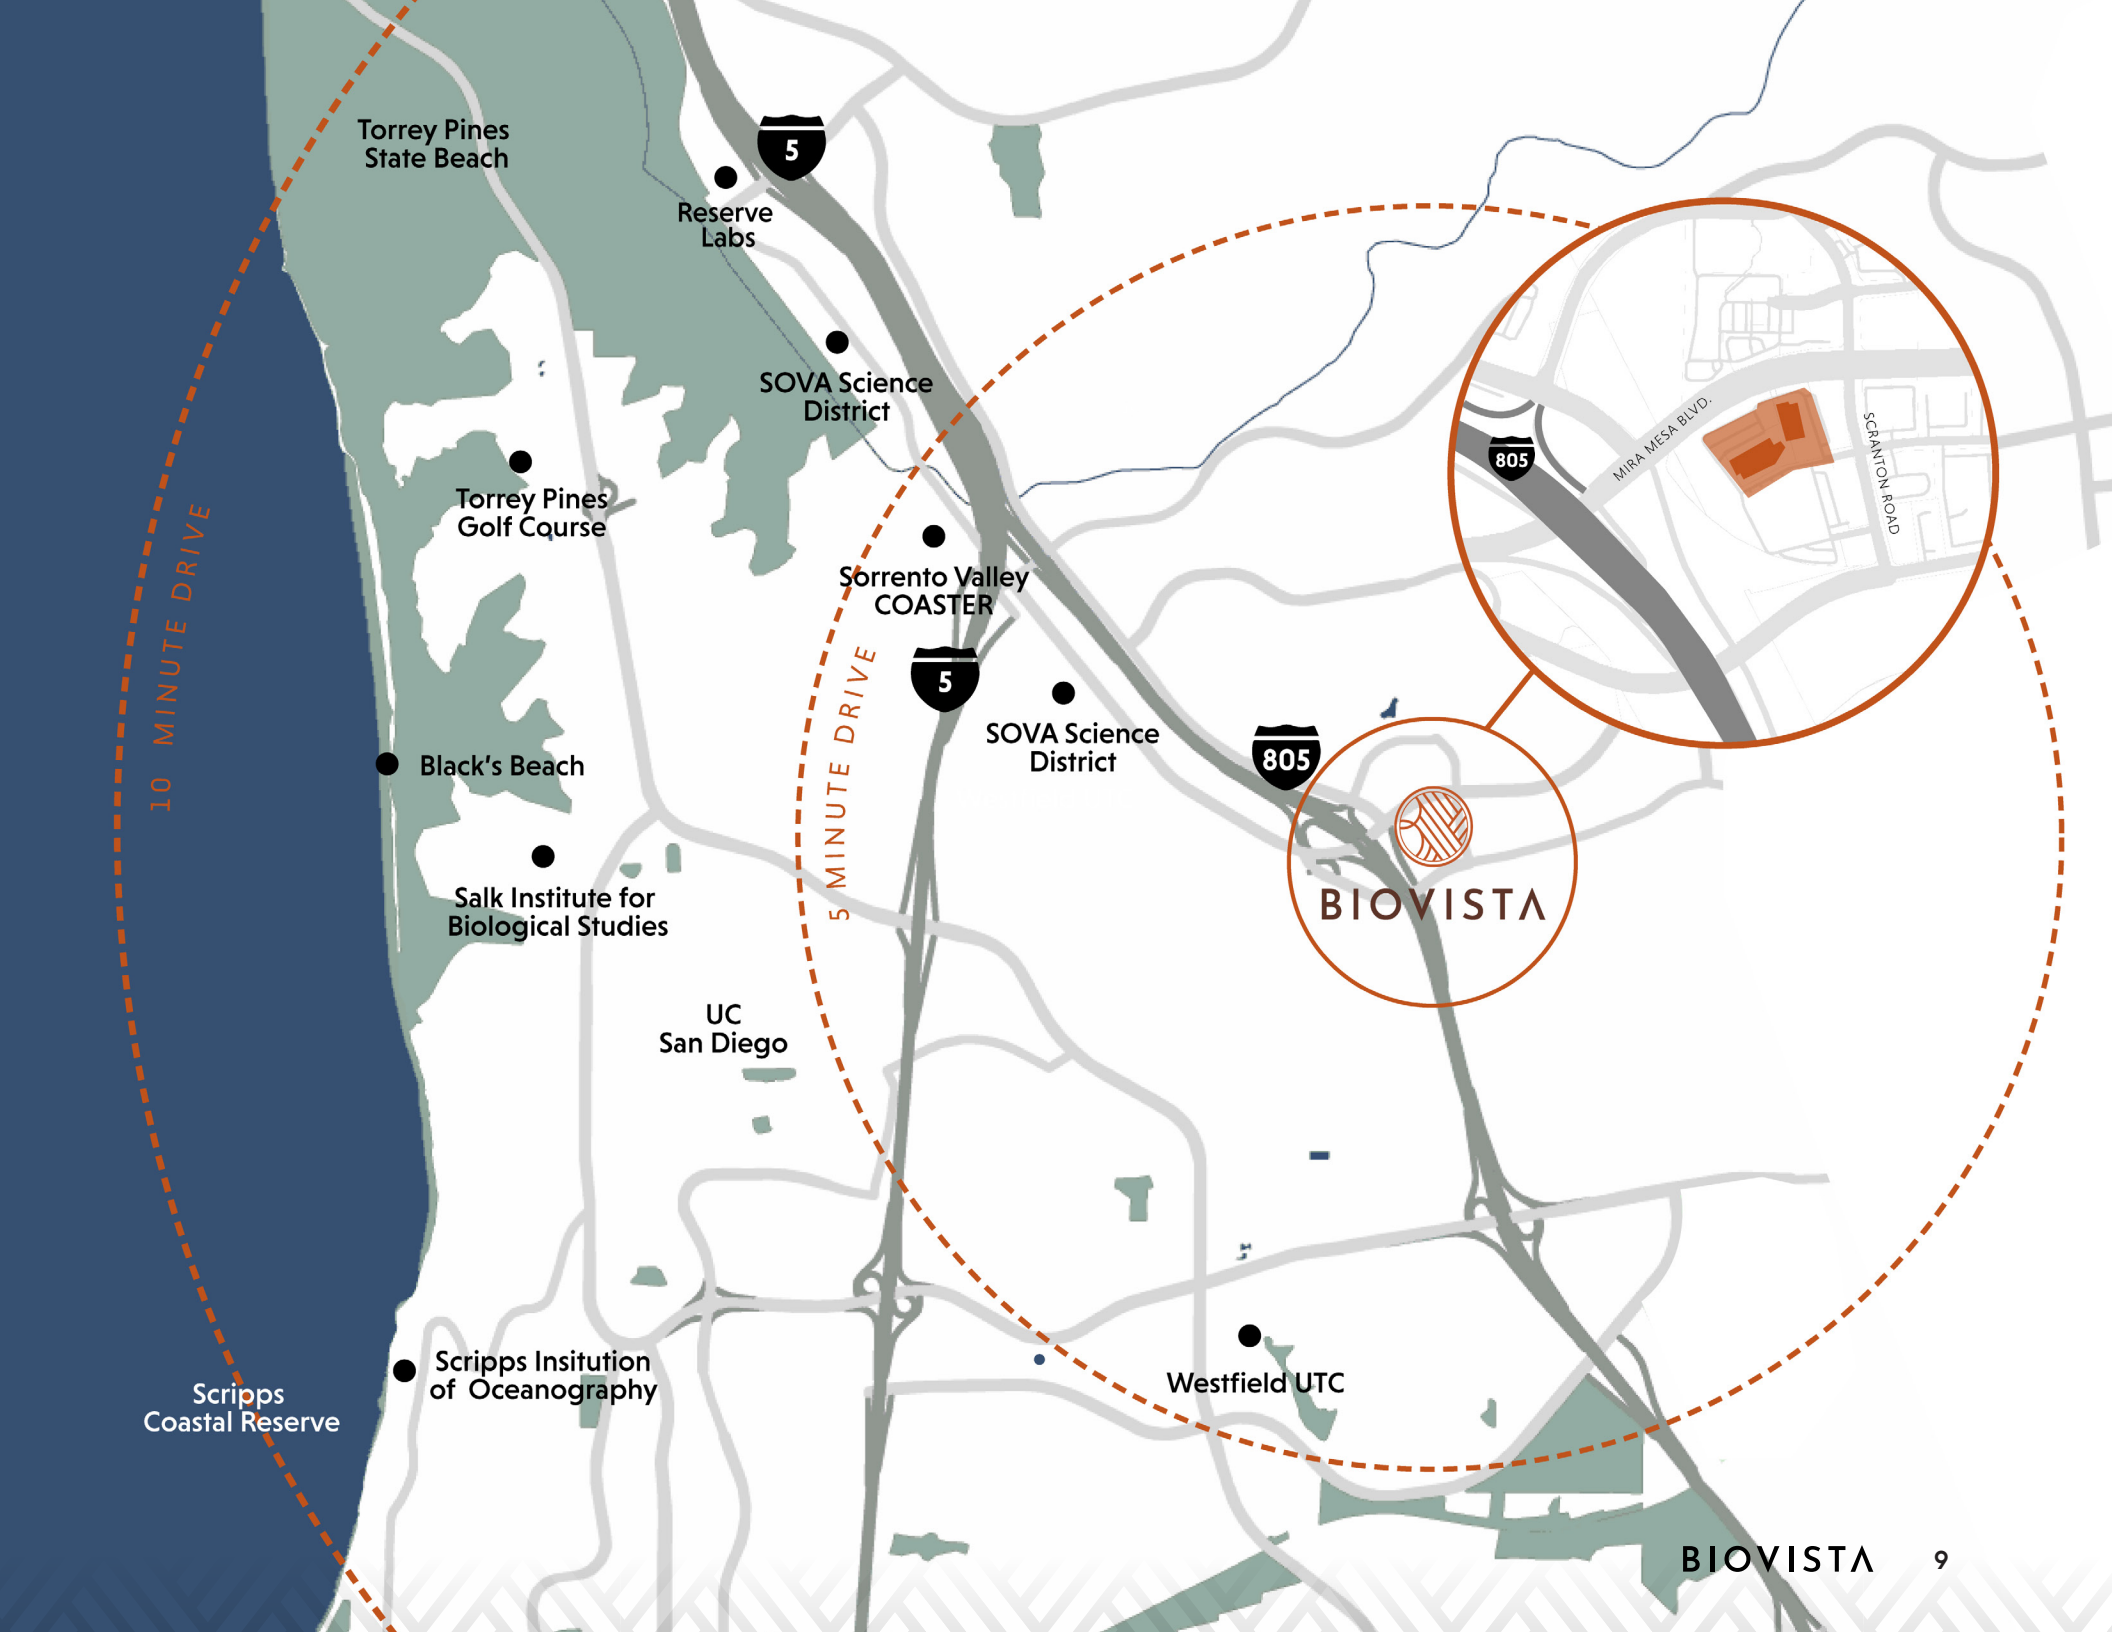 Torrey Pines
State Beach
5
Reserve
Labs
SOVA Science
District
Torrey Pines
Golf Course
10 MINUTE DRIVE
Sorrento Valley
COASTER
5
5 MINUTE DRIVE
SOVA Science
District
805
MIRA MESA BLVD.
SCRANTON ROAD
805
Black's Beach
BIOVISTA
Salk Institute for
Biological Studies
UC
San Diego
Scripps Insitution
of Oceanography
Scripps
Coastal Reserve
Westfield UTC
BIOVISTA 9